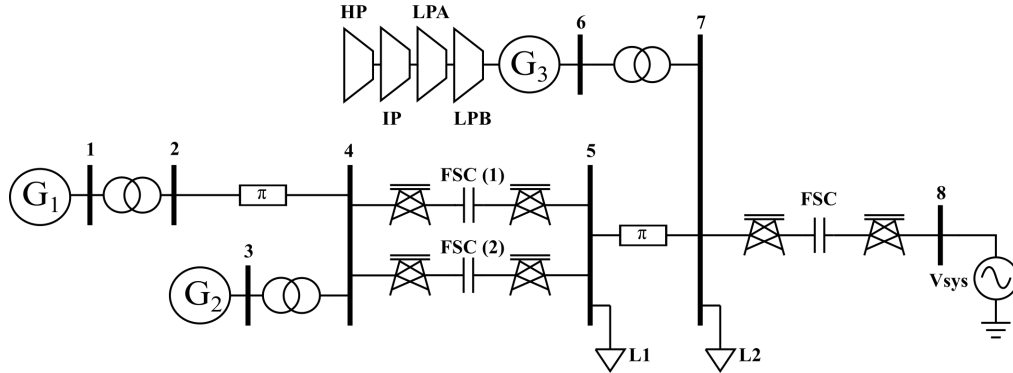 HP
LPA
6
7
G3
IP
LPB
1
2
4
5
8
G1
π
FSC (1)
FSC
FSC (2)
π
3
G2
Vsys
L1
L2